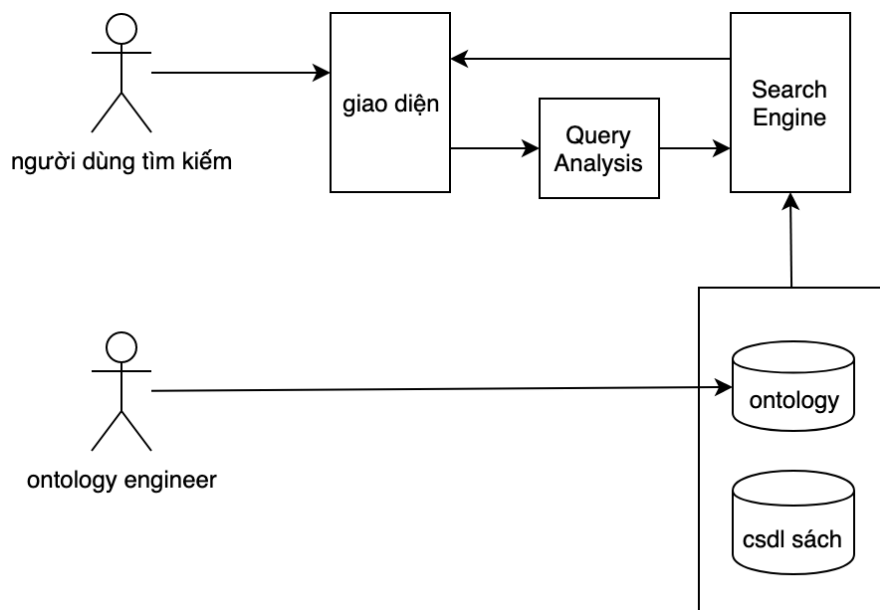 người dùng tìm kiếm
giao diện
Query
Analysis
Search
Engine
ontology engineer
ontology
csdl sách